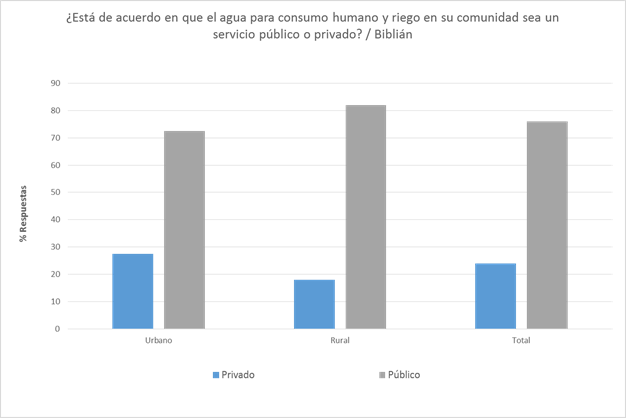 ¿Está de acuerdo en que el agua para consumo humano y riego en su comunidad sea un
servicio público o privado? / Biblián
% Respuestas
90
80
70
60
50
40
30
20
10
0
Urbano
Rural
Total
Privado
Público